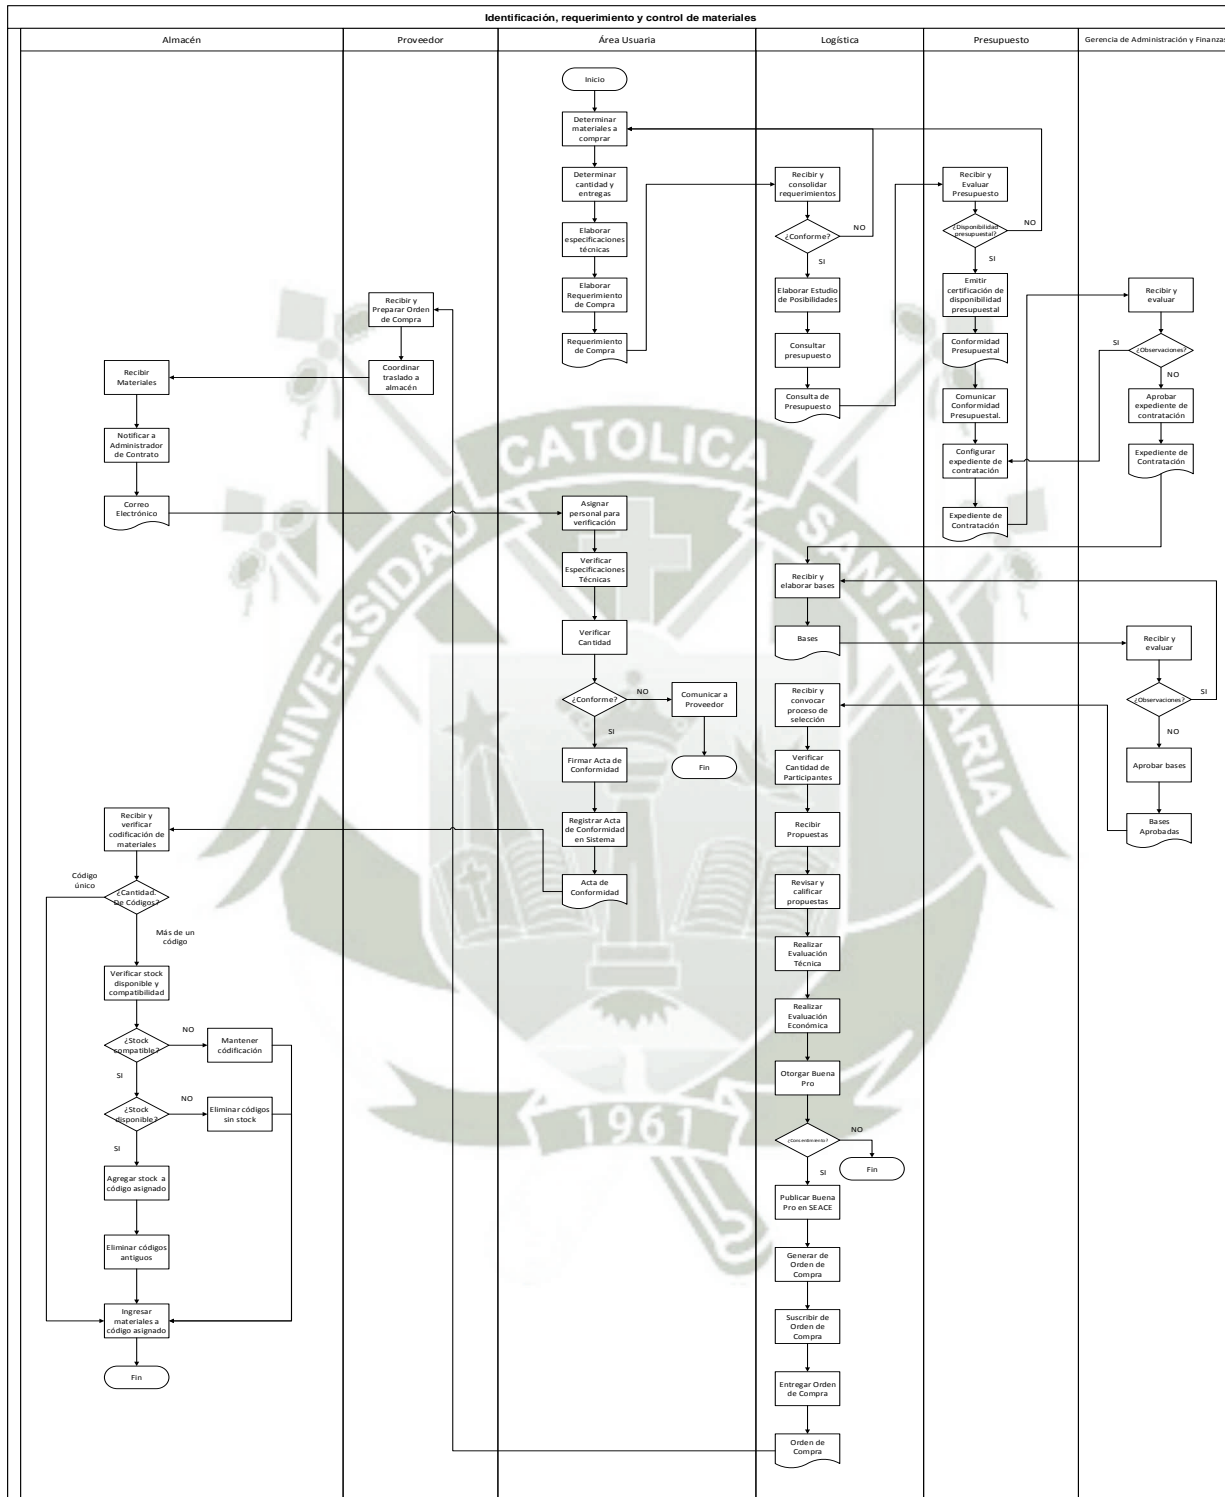 Identificación, requerimiento y control de materiales
Almacén
Proveedor
Área Usuaria
Logística
Presupuesto
Gerencia de Administración y Finanzas
Inicio
Determinar
materiales a
comprar
Determinar
cantidad y
entregas
Elaborar
especificaciones
técnicas
Elaborar
Requerimiento
de Compra
Requerimiento
de Compra
Recibir y
consolidar
requerimientos
¿Conforme?
NO
SI
Elaborar Estudio
de Posibilidades
Consultar
presupuesto
Consulta de
Presupuesto
Recibir y
Evaluar
Presupuesto
¿Disponibilidad
presupuestal?
NO
SI
Emitir
certificación de
disponibilidad
presupuestal
Conformidad
Presupuestal
Comunicar
Conformidad
Presupuestal.
Configurar
expediente de
contratación
Expediente de
Contratación
Recibir y
evaluar
¿Observaciones?
SI
NO
Aprobar
expediente de
contratación
Expediente de
Contratación
Recibir y
elaborar bases
Bases
Recibir y
evaluar
¿Observaciones?
SI
NO
Aprobar bases
Bases
Aprobadas
Recibir y
convocar
proceso de
selección
Verificar
Cantidad de
Participantes
Recibir
Propuestas
Revisar y
calificar
propuestas
Realizar
Evaluación
Técnica
Realizar
Evaluación
Económica
Otorgar Buena
Pro
¿Consentimiento?
NO
Fin
SI
Publicar Buena
Pro en SEACE
Generar de
Orden de
Compra
Suscribir de
Orden de
Compra
Entregar Orden
de Compra
Orden de
Compra
Recibir y
Preparar Orden
de Compra
Coordinar
traslado a
almacén
Recibir
Materiales
Notificar a
Administrador
de Contrato
Correo
Electrónico
Asignar
personal para
verificación
Verificar
Especificaciones
Técnicas
Verificar
Cantidad
¿Conforme?
NO
Comunicar a
Proveedor
Fin
SI
Firmar Acta de
Conformidad
Registrar Acta
de Conformidad
en Sistema
Acta de
Conformidad
Recibir y
verificar
codificación de
materiales
Código
único
¿Cantidad.
De Códigos?
Más de un
código
Verificar stock
disponible y
compatibilidad
¿Stock
compatible?
NO
Mantener
códificación
SI
¿Stock
disponible?
NO
Eliminar códigos
sin stock
SI
Agregar stock a
código asignado
Eliminar códigos
antiguos
Ingresar
materiales a
código asignado
Fin
UNIVERSIDAD CATOLICA SANTA MARIA
1961